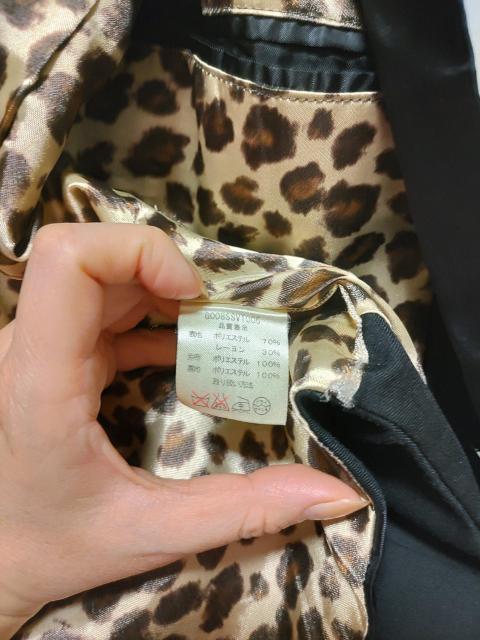 品質表示
表地 ポリエステル 70%
レーヨン 30%
ポリエステル 100%
裏地 ポリエステル 100%
取り扱い方法